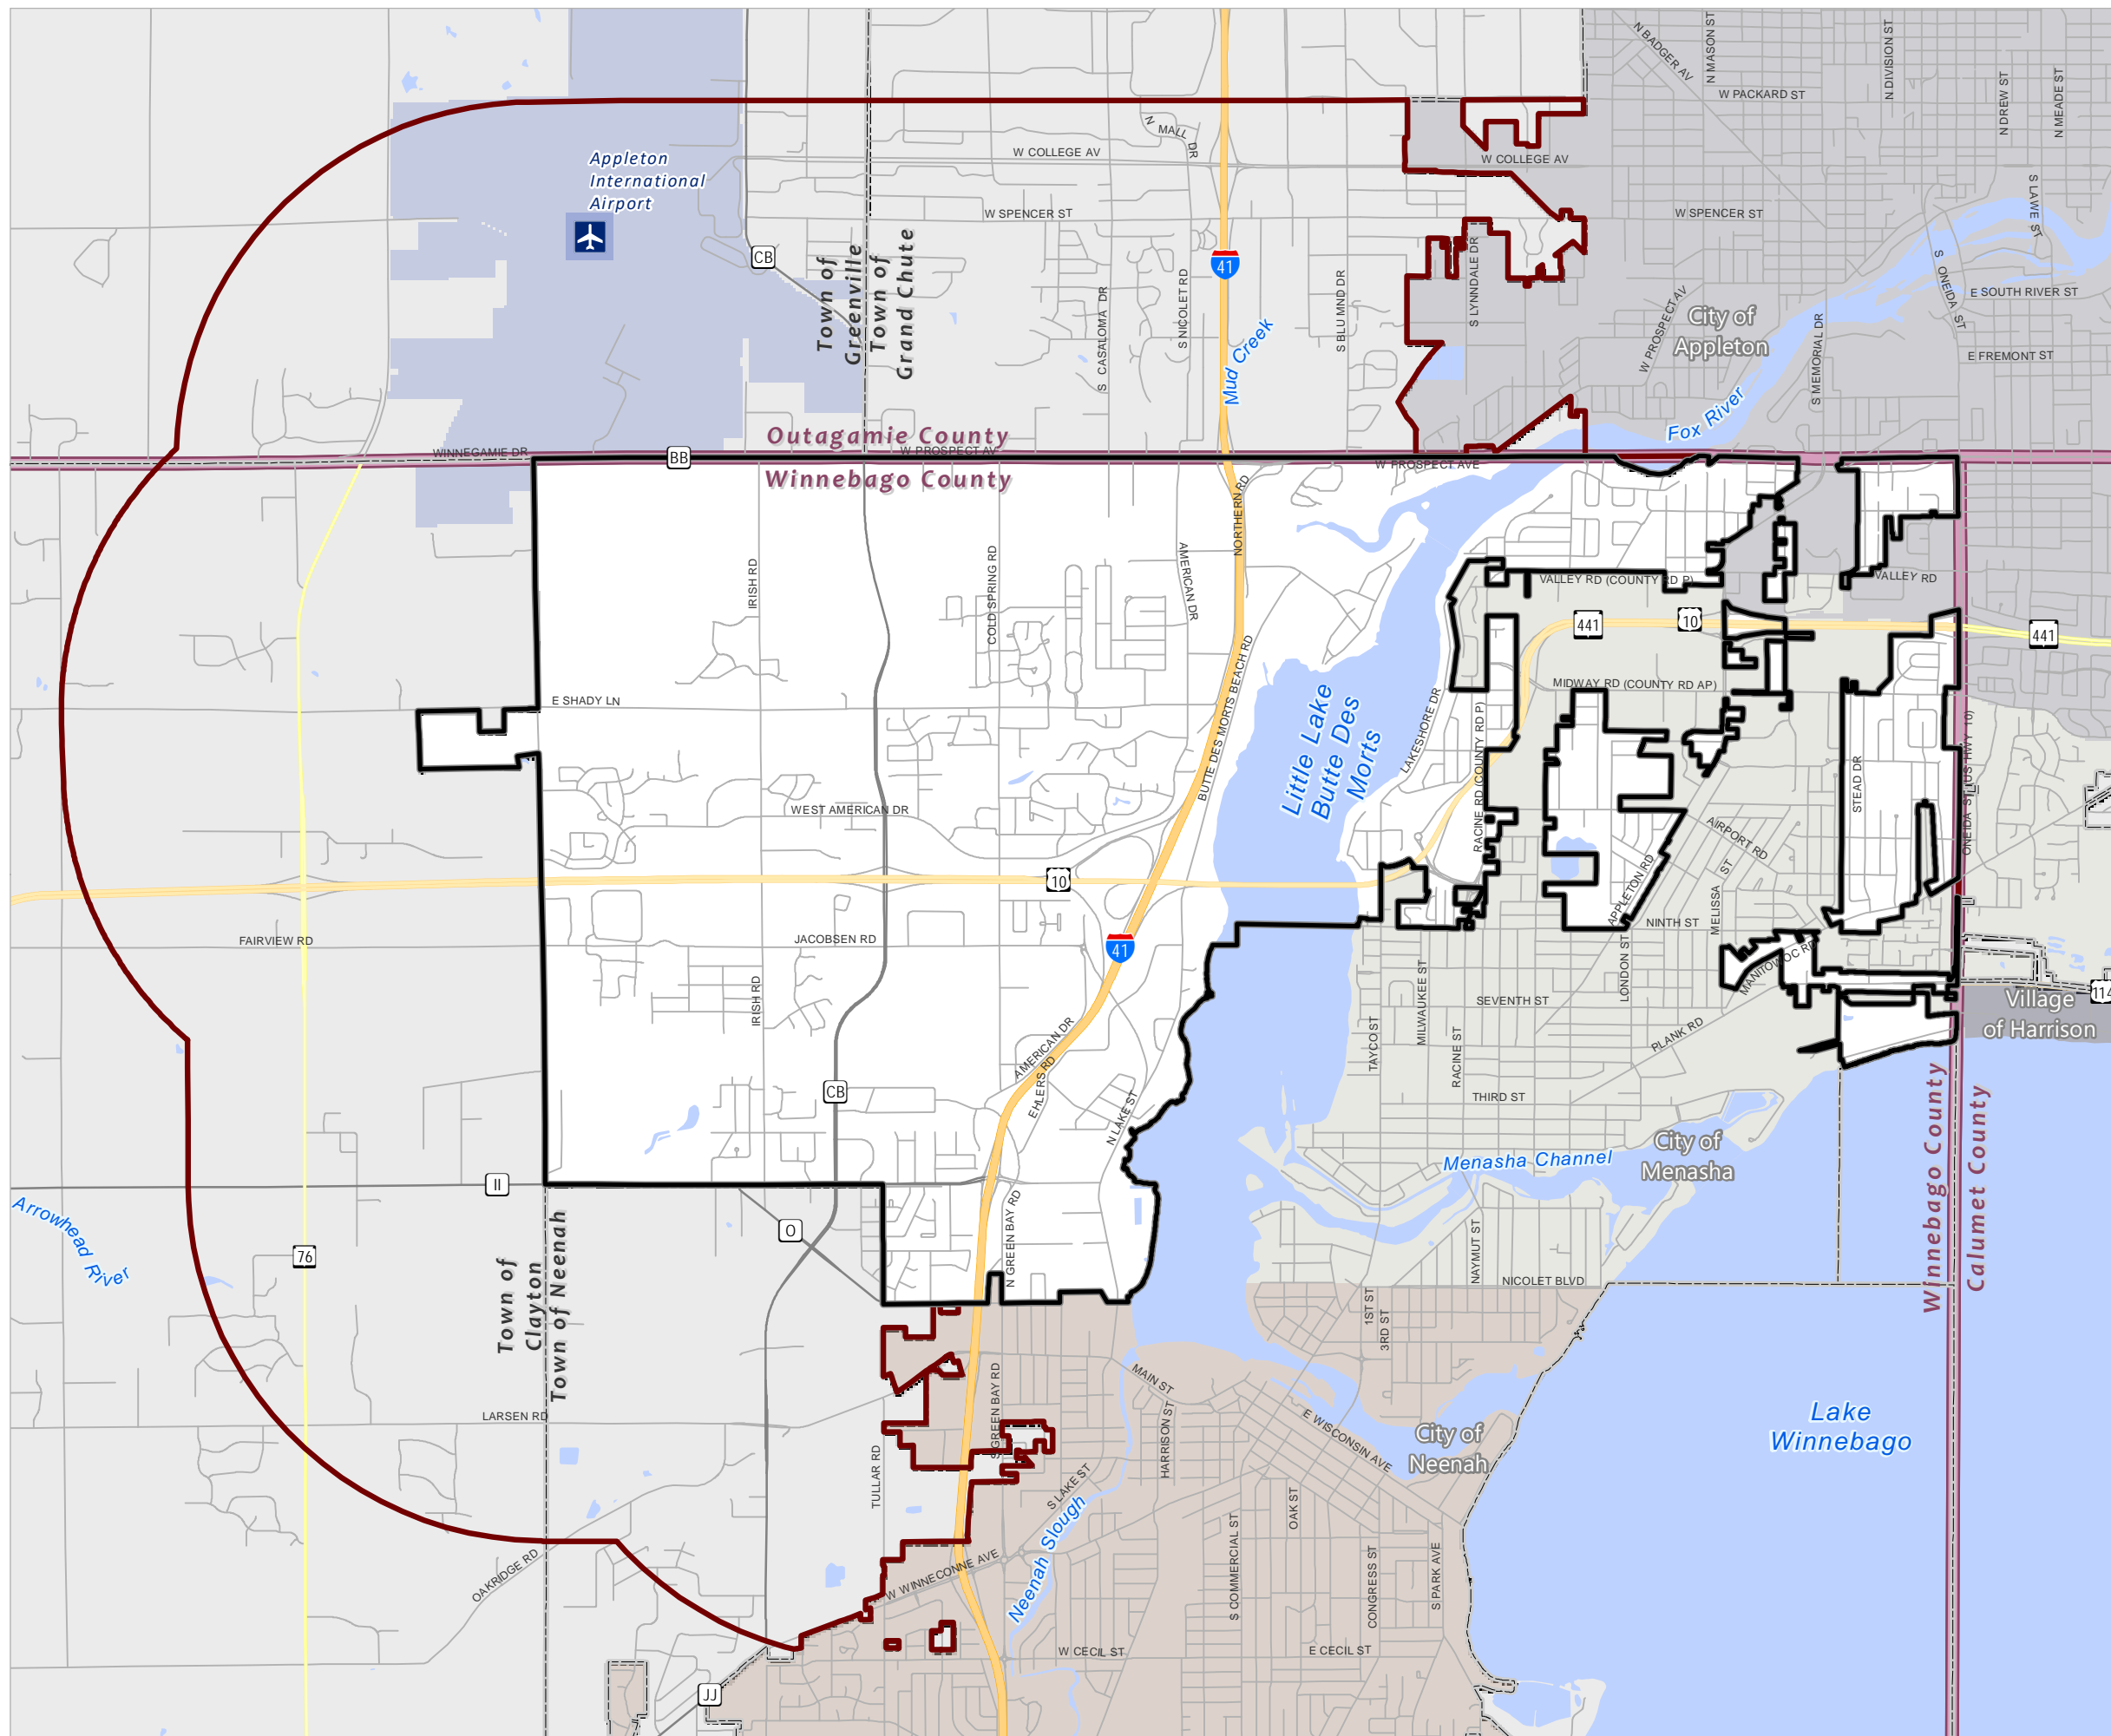 N BADGER AV
N MASON ST
N DIVISION ST
W PACKARD ST
N DREW ST
N MEADE ST
N MALL DR
W COLLEGE AV
W COLLEGE AV
Appleton
International
Airport
S LAWE ST
W SPENCER ST
W SPENCER ST
CB
41
Town of
Greenville
Town of
Grand Chute
S CASALOMA DR
S NICOLET RD
Mud Creek
S BLU MND DR
S LYNNDALE DR
W PROSPECT AV
City of
Appleton
S MEMORIAL DR
S ONEIDA ST
E SOUTH RIVER ST
E FREMONT ST
Fox River
Outagamie County
WINNEGAMIE DR
BB
W PROSPECT AV
W PROSPECT AVE
Winnebago County
NORTHERN RD
IRISH RD
COLD SPRING RD
AMERICAN DR
VALLEY RD (COUNTY RD P)
VALLEY RD
441
10
441
BUTTE DES MORTS BEACH RD
E SHADY LN
MIDWAY RD (COUNTY RD AP)
Little Lake
Butte Des
Morts
LAKESHORE DR
RACINE RD (COUNTY RD P)
ONEIDA ST (US HWY 10)
STEAD DR
WEST AMERICAN DR
AIRPORT RD
10
APPLETON RD
MELISSA ST
NINTH ST
FAIRVIEW RD
JACOBSEN RD
41
LONDON ST
MANITOWOC RD
IRISH RD
MILWAUKEE ST
SEVENTH ST
114
Village
of Harrison
TAYCO ST
RACINE ST
PLANK RD
AMERICAN DR
EHLERS RD
CB
THIRD ST
N LAKE ST
City of
Menasha
Menasha Channel
Winnebago County
Calumet County
II
Arrowhead River
O
N GREEN BAY RD
76
Town of
Clayton
Town of Neenah
NAYMUT ST
NICOLET BLVD
1ST ST
3RD ST
MAIN ST
S GREEN BAY RD
LARSEN RD
HARRISON ST
E WISCONSIN AVE
City of
Neenah
Lake
Winnebago
TULLAR RD
S LAKE ST
OAK ST
Neenah Slough
S COMMERCIAL ST
CONGRESS ST
S PARK AVE
OAKRIDGE RD
W WINNECONNE AVE
W CECIL ST
E CECIL ST
JJ